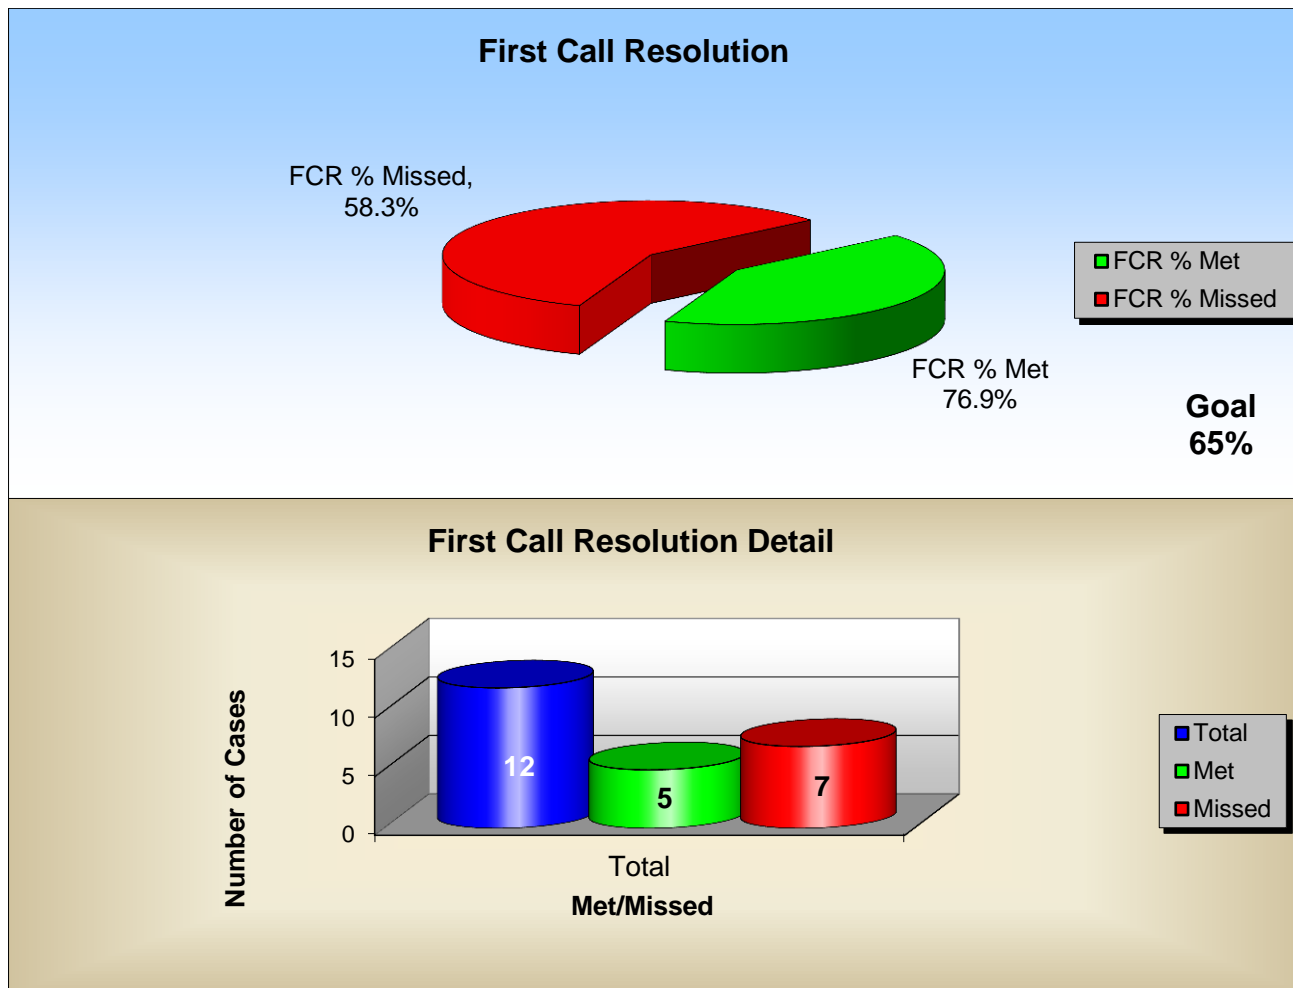 First Call Resolution
FCR % Missed,
58.3%
FCR % Met
FCR % Missed
FCR % Met
76.9%
Goal
65%
First Call Resolution Detail
Number of Cases
15
10
5
0
12
5
7
Total
Met/Missed
Total
Met
Missed